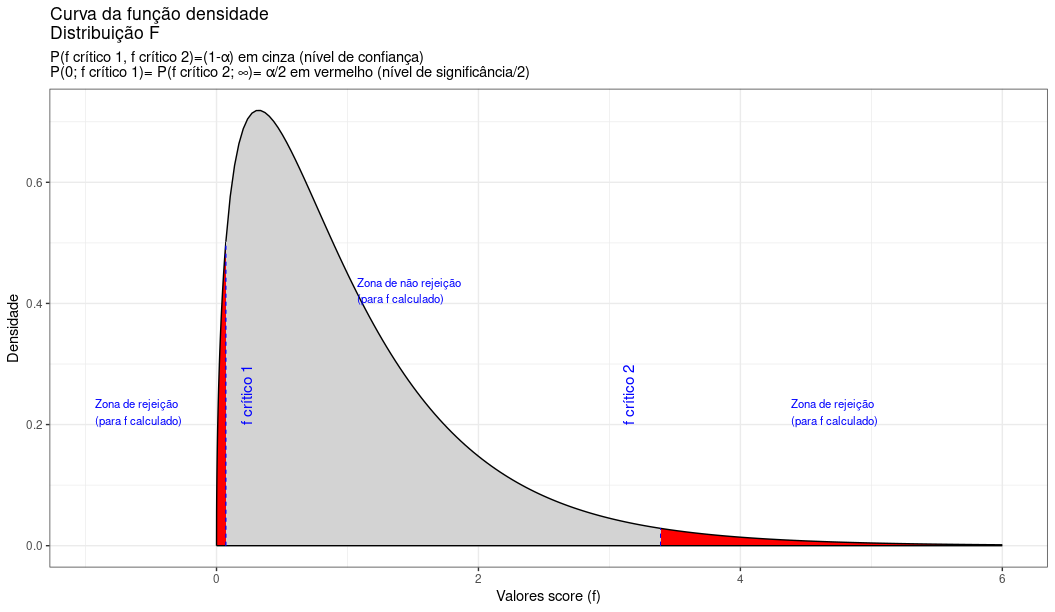 Curva da função densidade
Distribuição F
P(f crítico 1, f crítico 2)=(1-α) em cinza (nível de confiança)
P(0; f crítico 1)= P(f crítico 2; ∞)= α/2 em vermelho (nível de significância/2)
Densidade
0.6
0.4
0.2
0.0
Zona de não rejeição
(para f calculado)
f crítico 1
f crítico 2
Zona de rejeição
(para f calculado)
Zona de rejeição
(para f calculado)
0
2
4
6
Valores score (f)